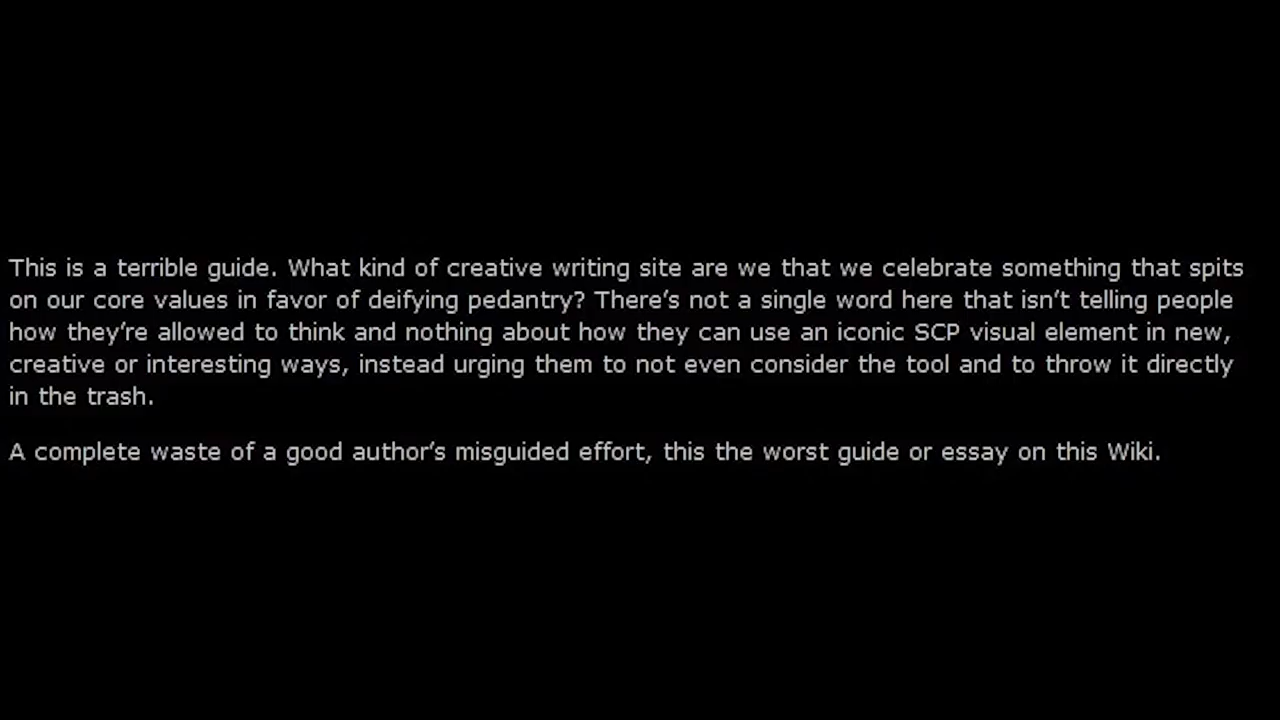 This is a terrible guide. What kind of creative writing site are we that we celebrate something that spits
on our core values in favor of deifying pedantry? There’s not a single word here that isn’t telling people
how they’re allowed to think and nothing about how they can use an iconic SCP visual element in new,
creative or interesting ways, instead urging them to not even consider the tool and to throw it directly
in the trash.
A complete waste of a good author’s misguided effort, this the worst guide or essay on this Wiki.